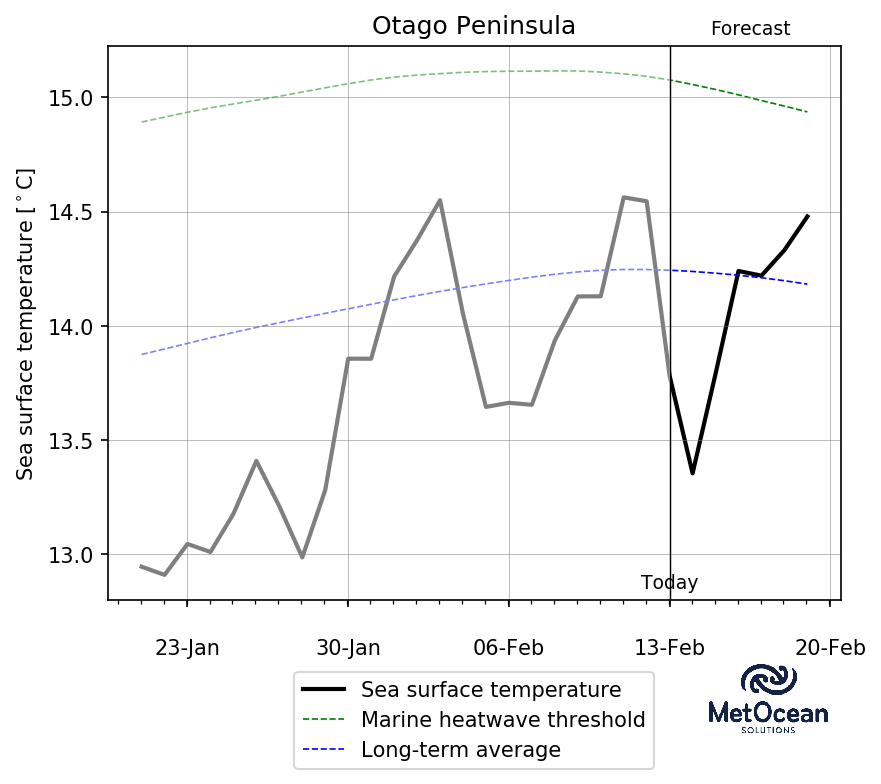 Otago Peninsula
Forecast
Sea surface temperature [°C]
15.0
14.5
14.0
13.5
13.0
Today
23-Jan
30-Jan
06-Feb
13-Feb
20-Feb
Sea surface temperature
Marine heatwave threshold
Long-term average
MetOcean
SOLUTIONS